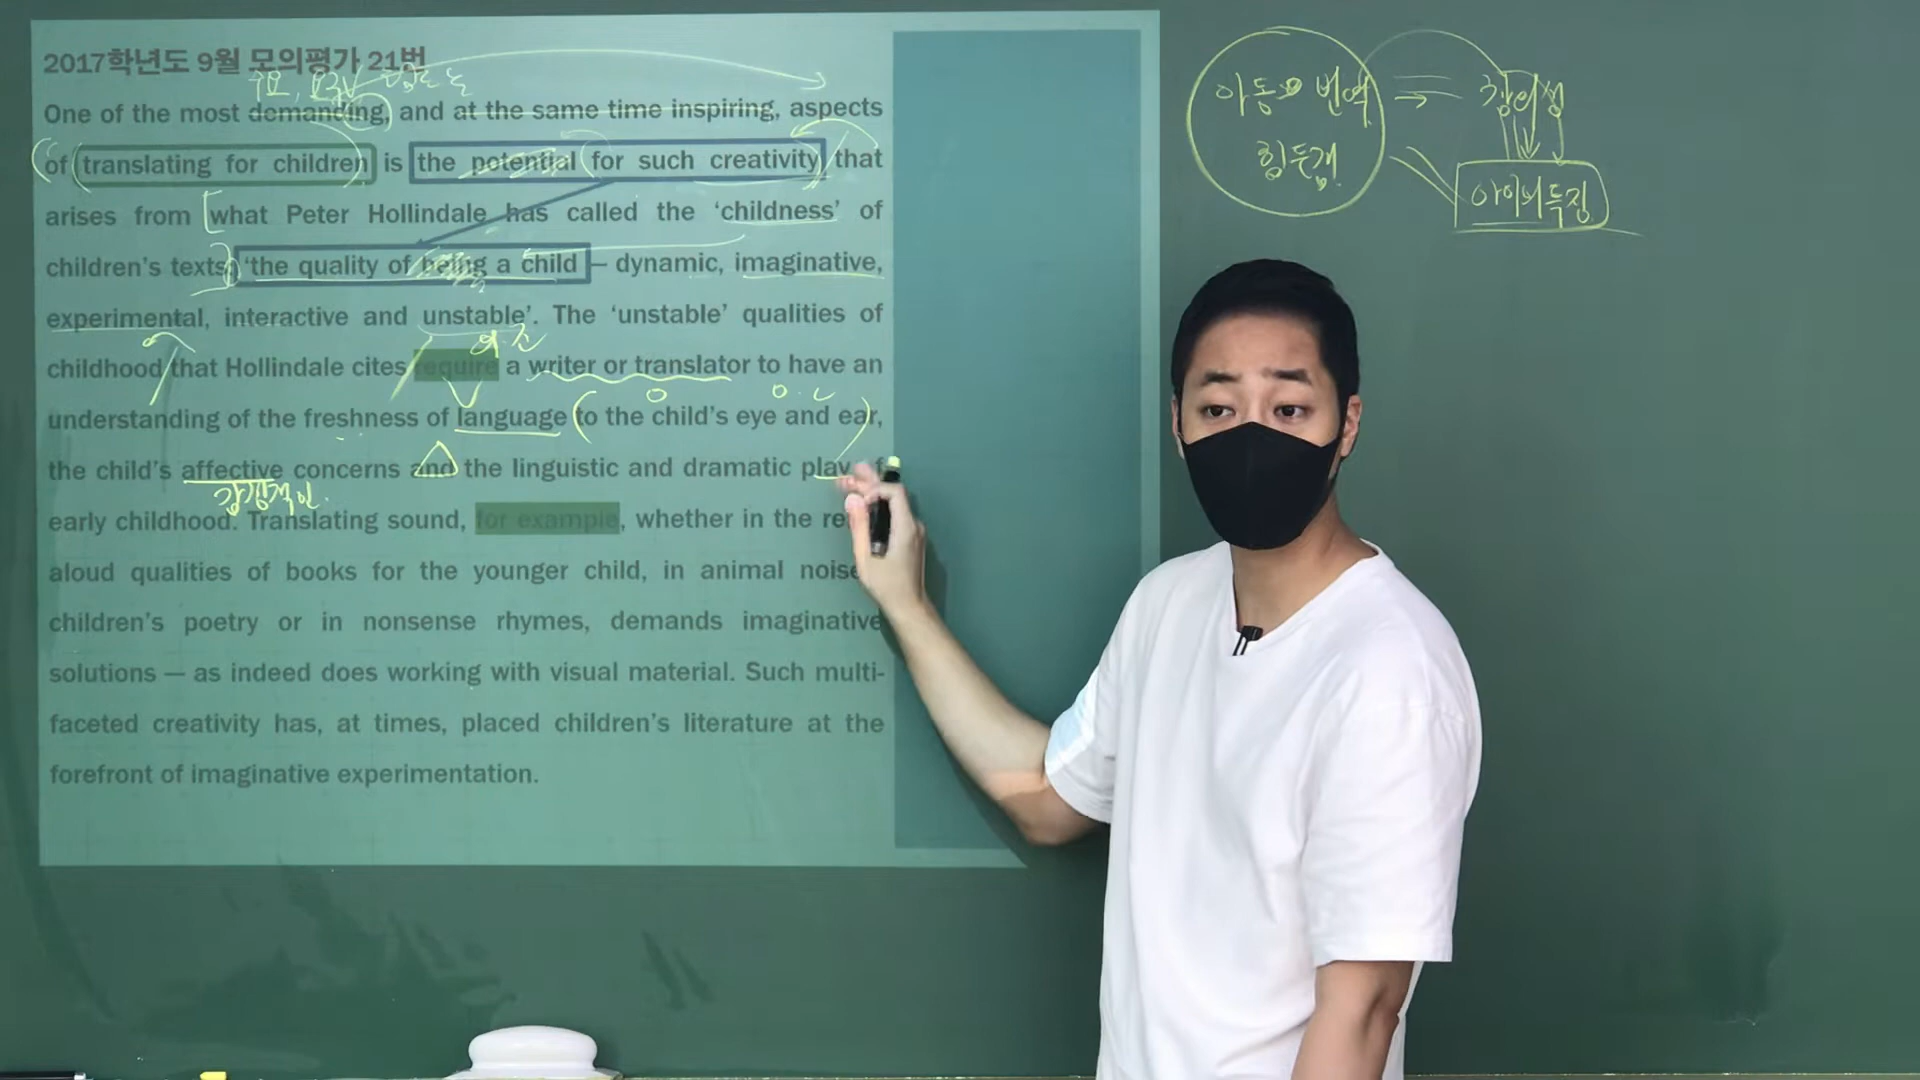 2017학년도 9월 모의평가 21번
One of the most demanding, and at the same time inspiring, aspects
of translating for children is the potential for such creativity that
arises from what Peter Hollindale has called the ‘childness’ of
children’s texts: ‘the quality of being a child — dynamic, imaginative,
experimental, interactive and unstable’. The ‘unstable’ qualities of
childhood that Hollindale cites require a writer or translator to have an
understanding of the freshness of language to the child’s eye and ear,
the child’s affective concerns and the linguistic and dramatic play
감정적인
early childhood. Translating sound, for example, whether in the
aloud qualities of books for the younger child, in animal
children’s poetry or in nonsense rhymes, demands imaginative
solutions — as indeed does working with visual material. Such multi-
faceted creativity has, at times, placed children’s literature at the
forefront of imaginative experimentation.
아동 번역 → 창의성
힘든점
아이의 특징